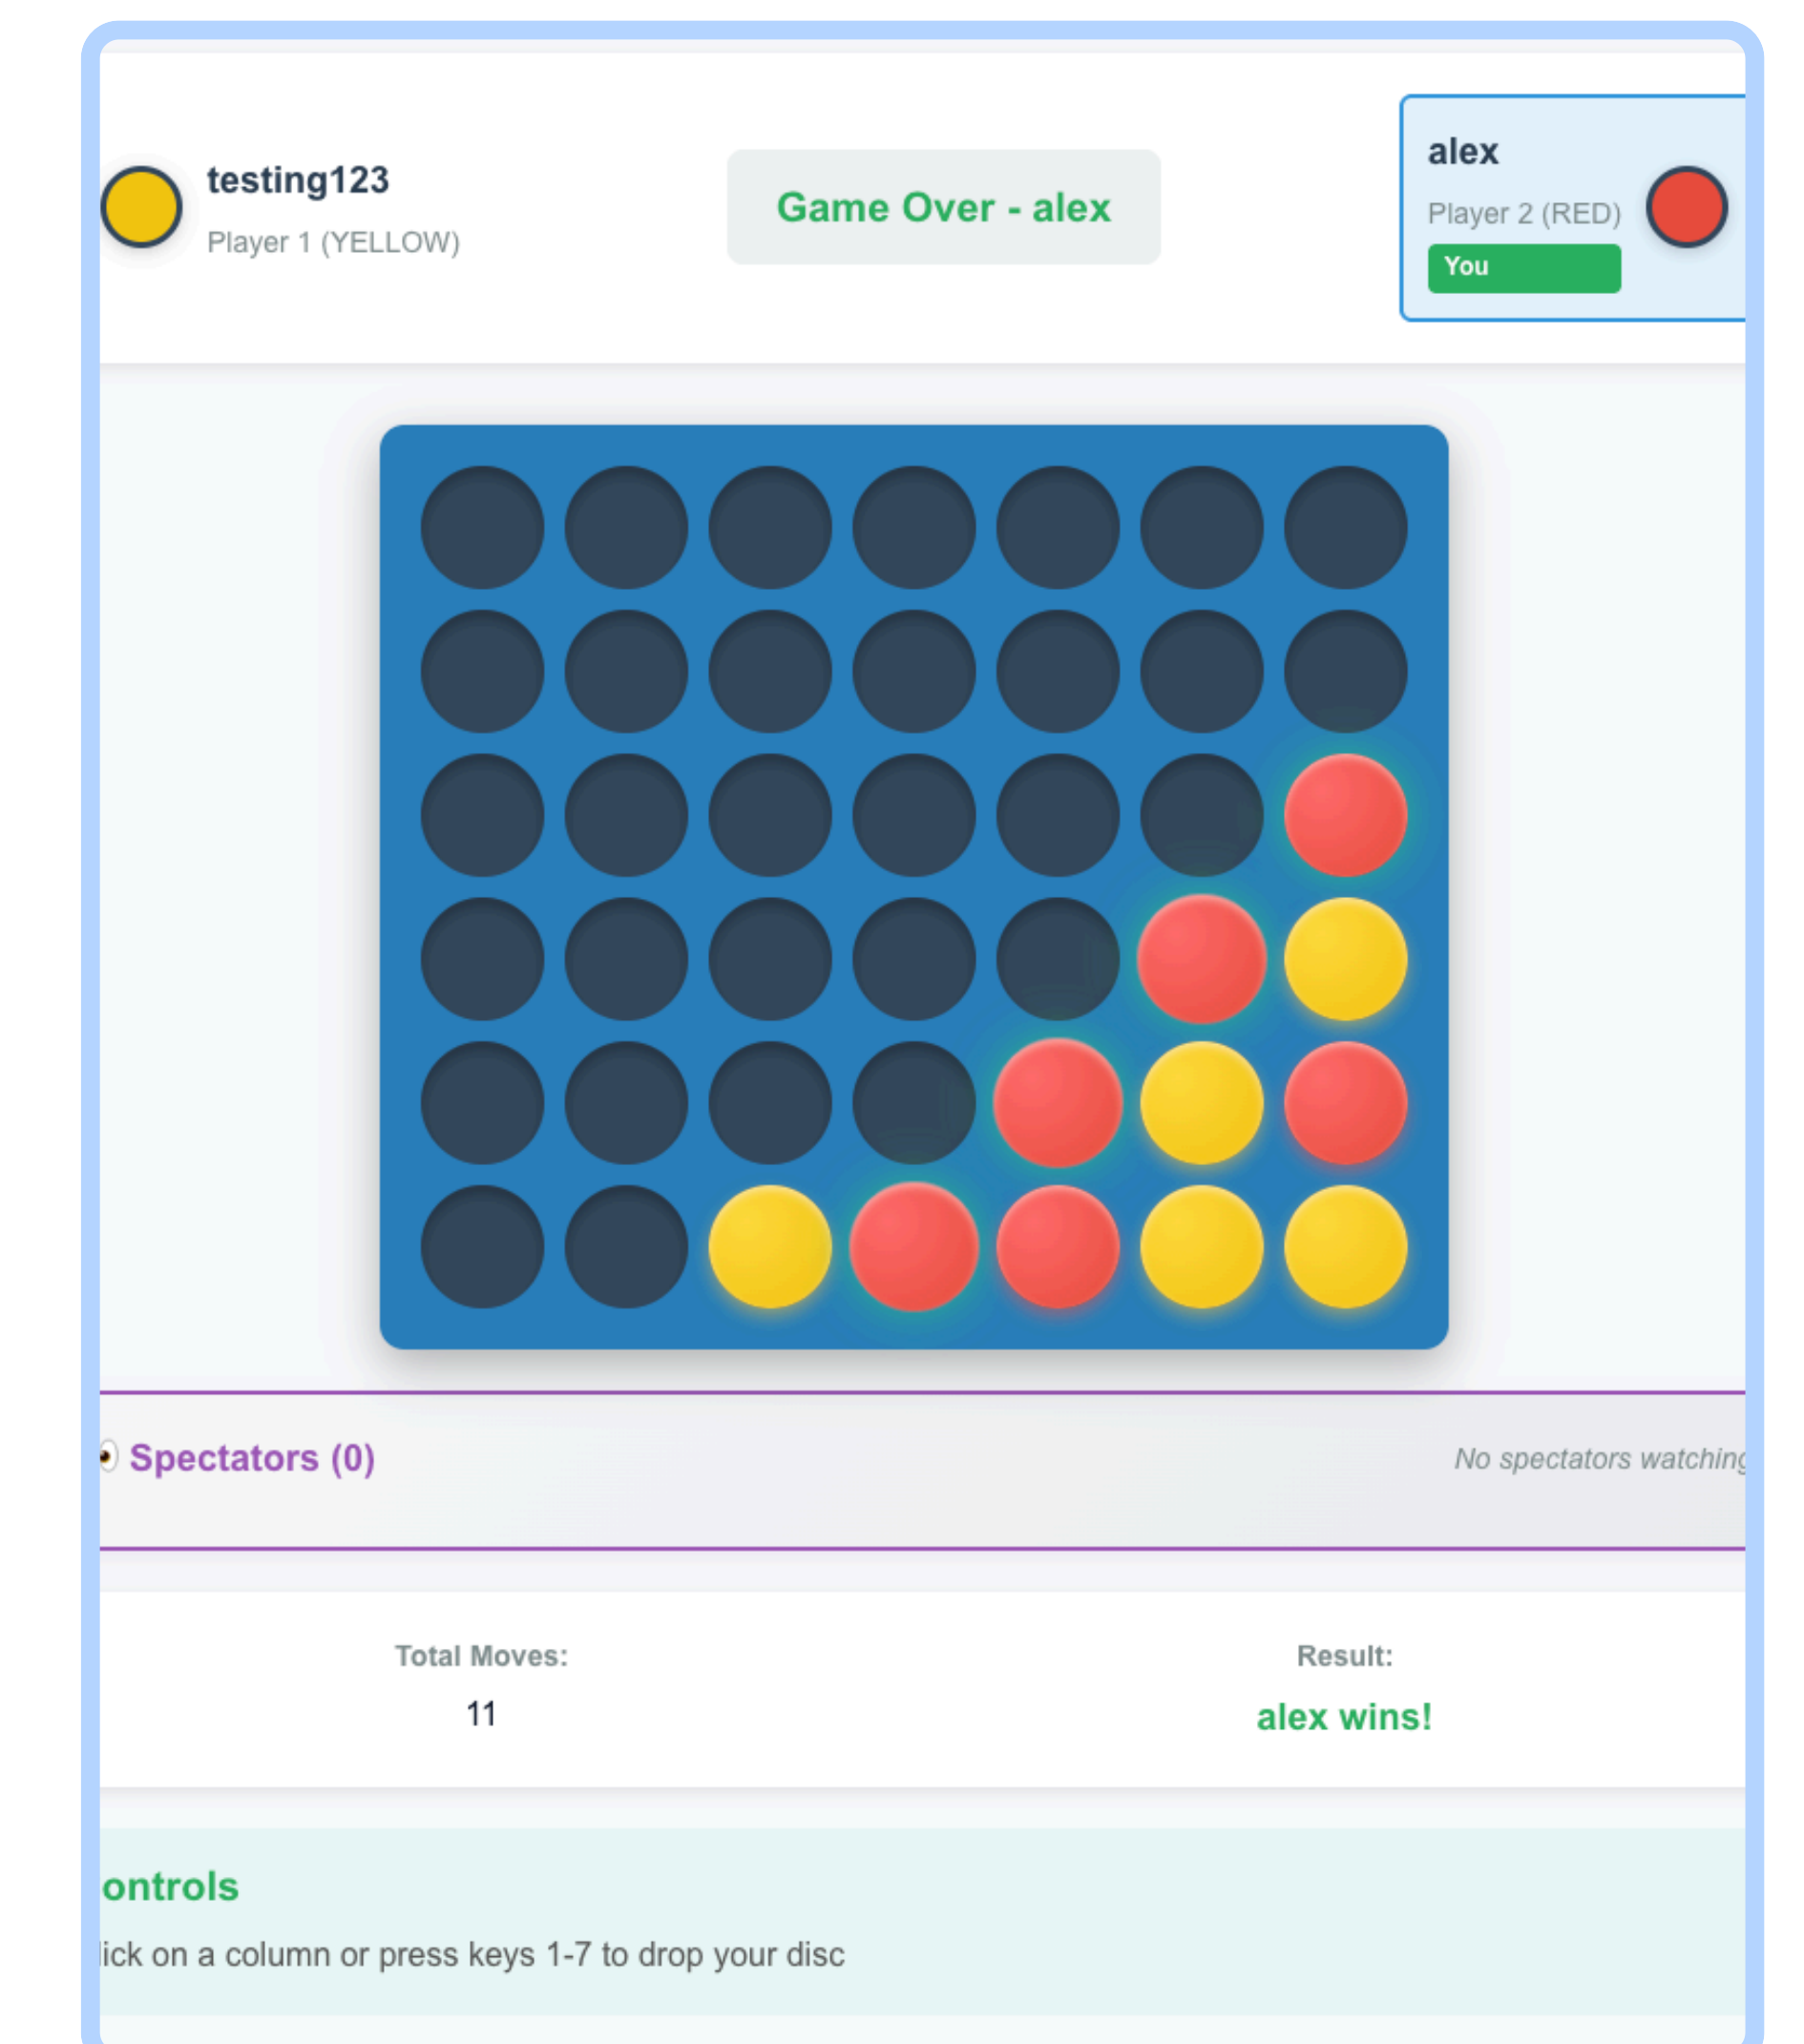 testing123
Player 1 (YELLOW)
Game Over - alex
alex
Player 2 (RED)
You
Spectators (0)
No spectators watching
Total Moves:
11
Result:
alex wins!
ontrols
lick on a column or press keys 1-7 to drop your disc